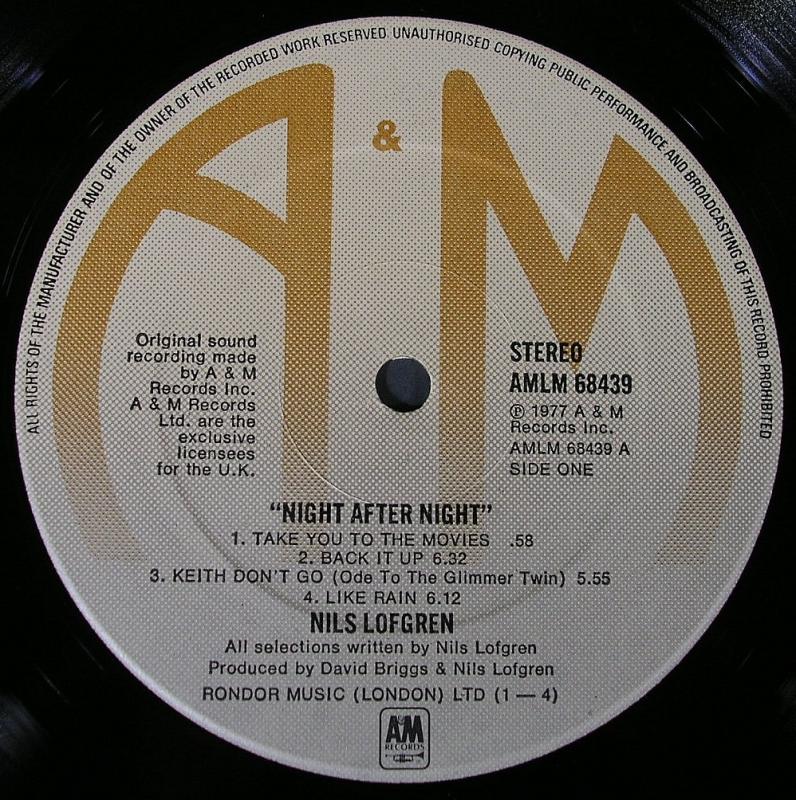 ALL RIGHTS OF THE MANUFACTURER AND OF THE OWNER OF THE RECORDED WORK RESERVED. UNAUTHORISED COPYING PUBLIC PERFORMANCE AND BROADCASTING OF THIS RECORD PROHIBITED
A & M
Original sound
recording made
by A & M
Records Inc.
A & M Records
Ltd. are the
exclusive
licensees
for the U.K.
STEREO
AMLM 68439
℗ 1977 A & M
Records Inc.
AMLM 68439 A
SIDE ONE
"NIGHT AFTER NIGHT"
1. TAKE YOU TO THE MOVIES .58
2. BACK IT UP 6.32
3. KEITH DON'T GO (Ode To The Glimmer Twin) 5.55
4. LIKE RAIN 6.12
NILS LOFGREN
All selections written by Nils Lofgren
Produced by David Briggs & Nils Lofgren
RONDOR MUSIC (LONDON) LTD (1 — 4)
A&M
RECORDS